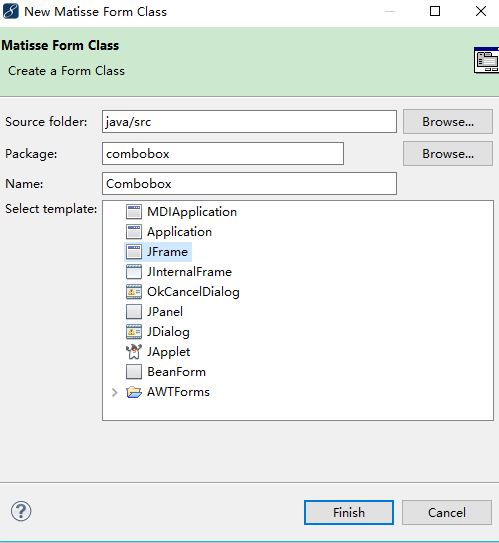 New Matisse Form Class
Matisse Form Class
Create a Form Class
Source folder: java/src Browse...
Package: combobox Browse...
Name: Combobox
Select template: MDIApplication
Application
JFrame
JInternalFrame
OkCancelDialog
JPanel
JDialog
JApplet
BeanForm
AWTForms
? Finish Cancel